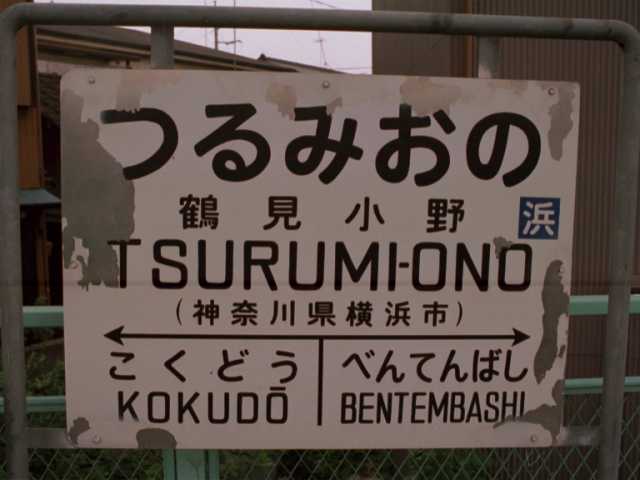 つるみおの
鶴見小野 浜
TSURUMI-ONO
(神奈川県横浜市)
こくどう べんてんばし
KOKUDŌ BENTEMBASHI